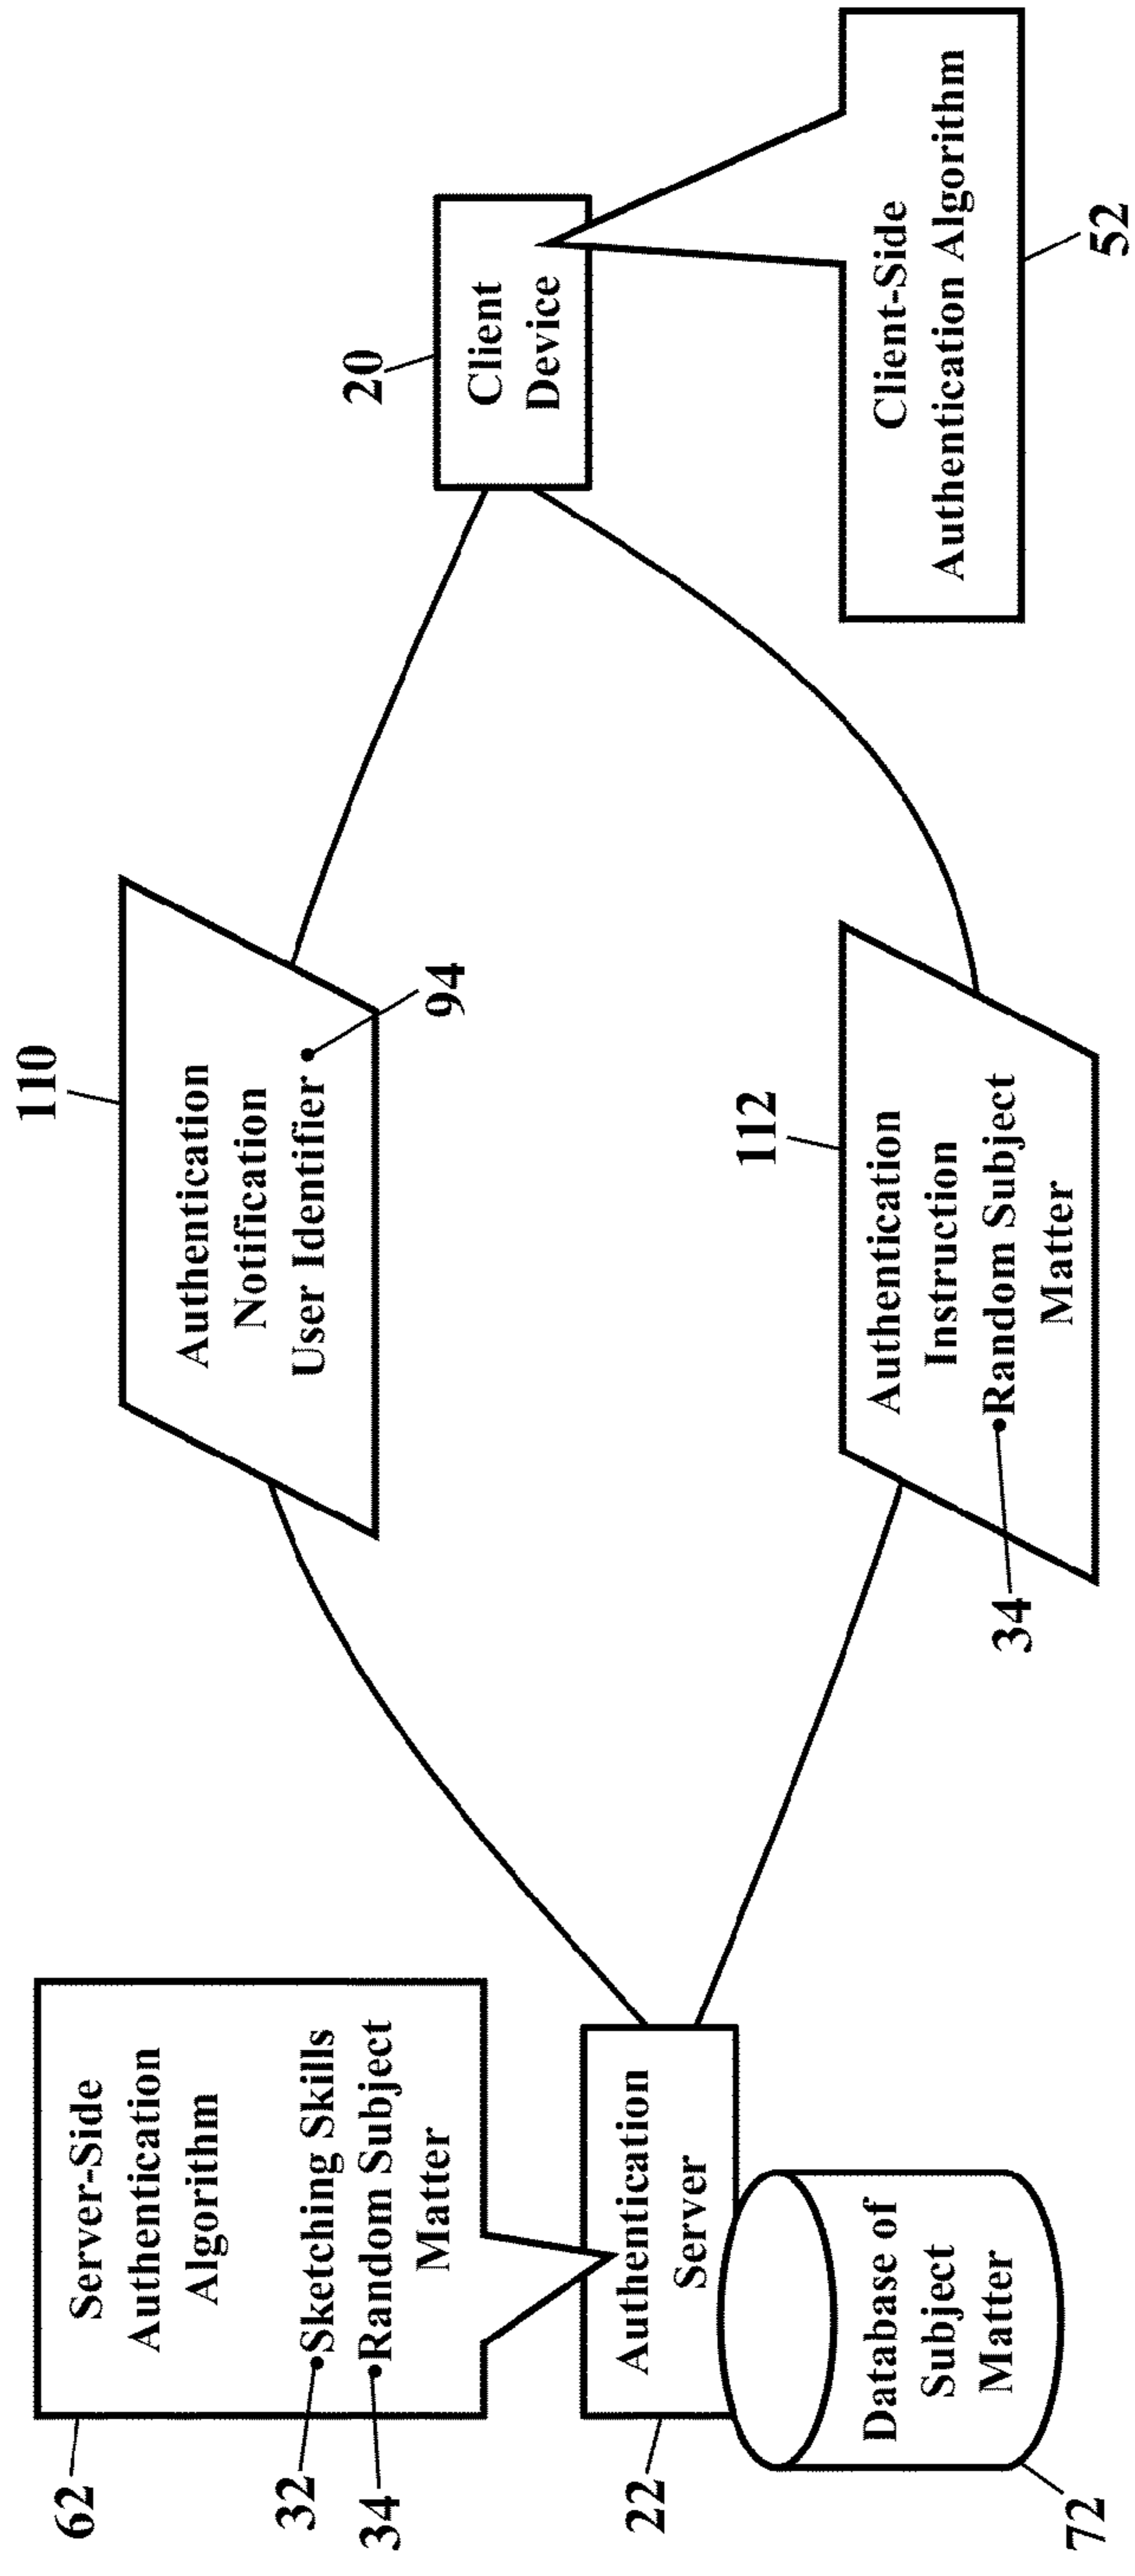 62
Server-Side
Authentication
Algorithm
32
Sketching Skills
34
Random Subject
Matter
22
Authentication
Server
72
Database of
Subject
Matter
110
Authentication
Notification
User Identifier
94
112
Authentication
Instruction
Random Subject
Matter
34
20
Client
Device
Client-Side
Authentication Algorithm
52